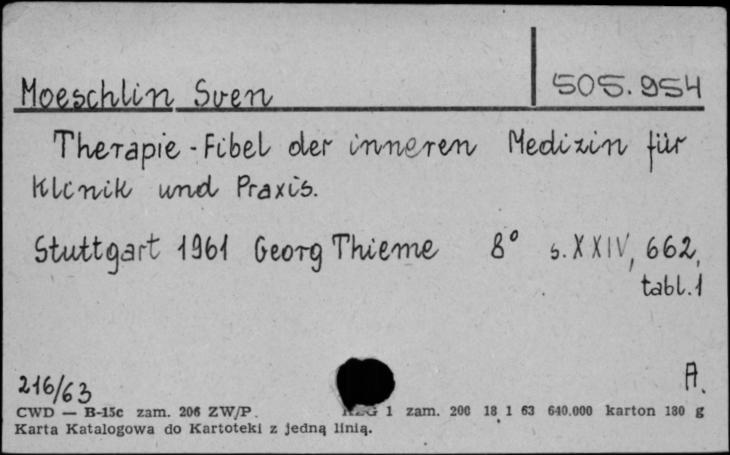 Moeschlin Sven 505.954
Therapie - Fibel der inneren Medizin für
Klinik und Praxis.
Stuttgart 1961 Georg Thieme 8° s. XXIV, 662,
tabl. 1
216/63 A.
CWD — B-15c zam. 206 ZW/P. 1 zam. 206 18 1 63 640.000 karton 180 g
Karta Katalogowa do Kartoteki z jedną linią.